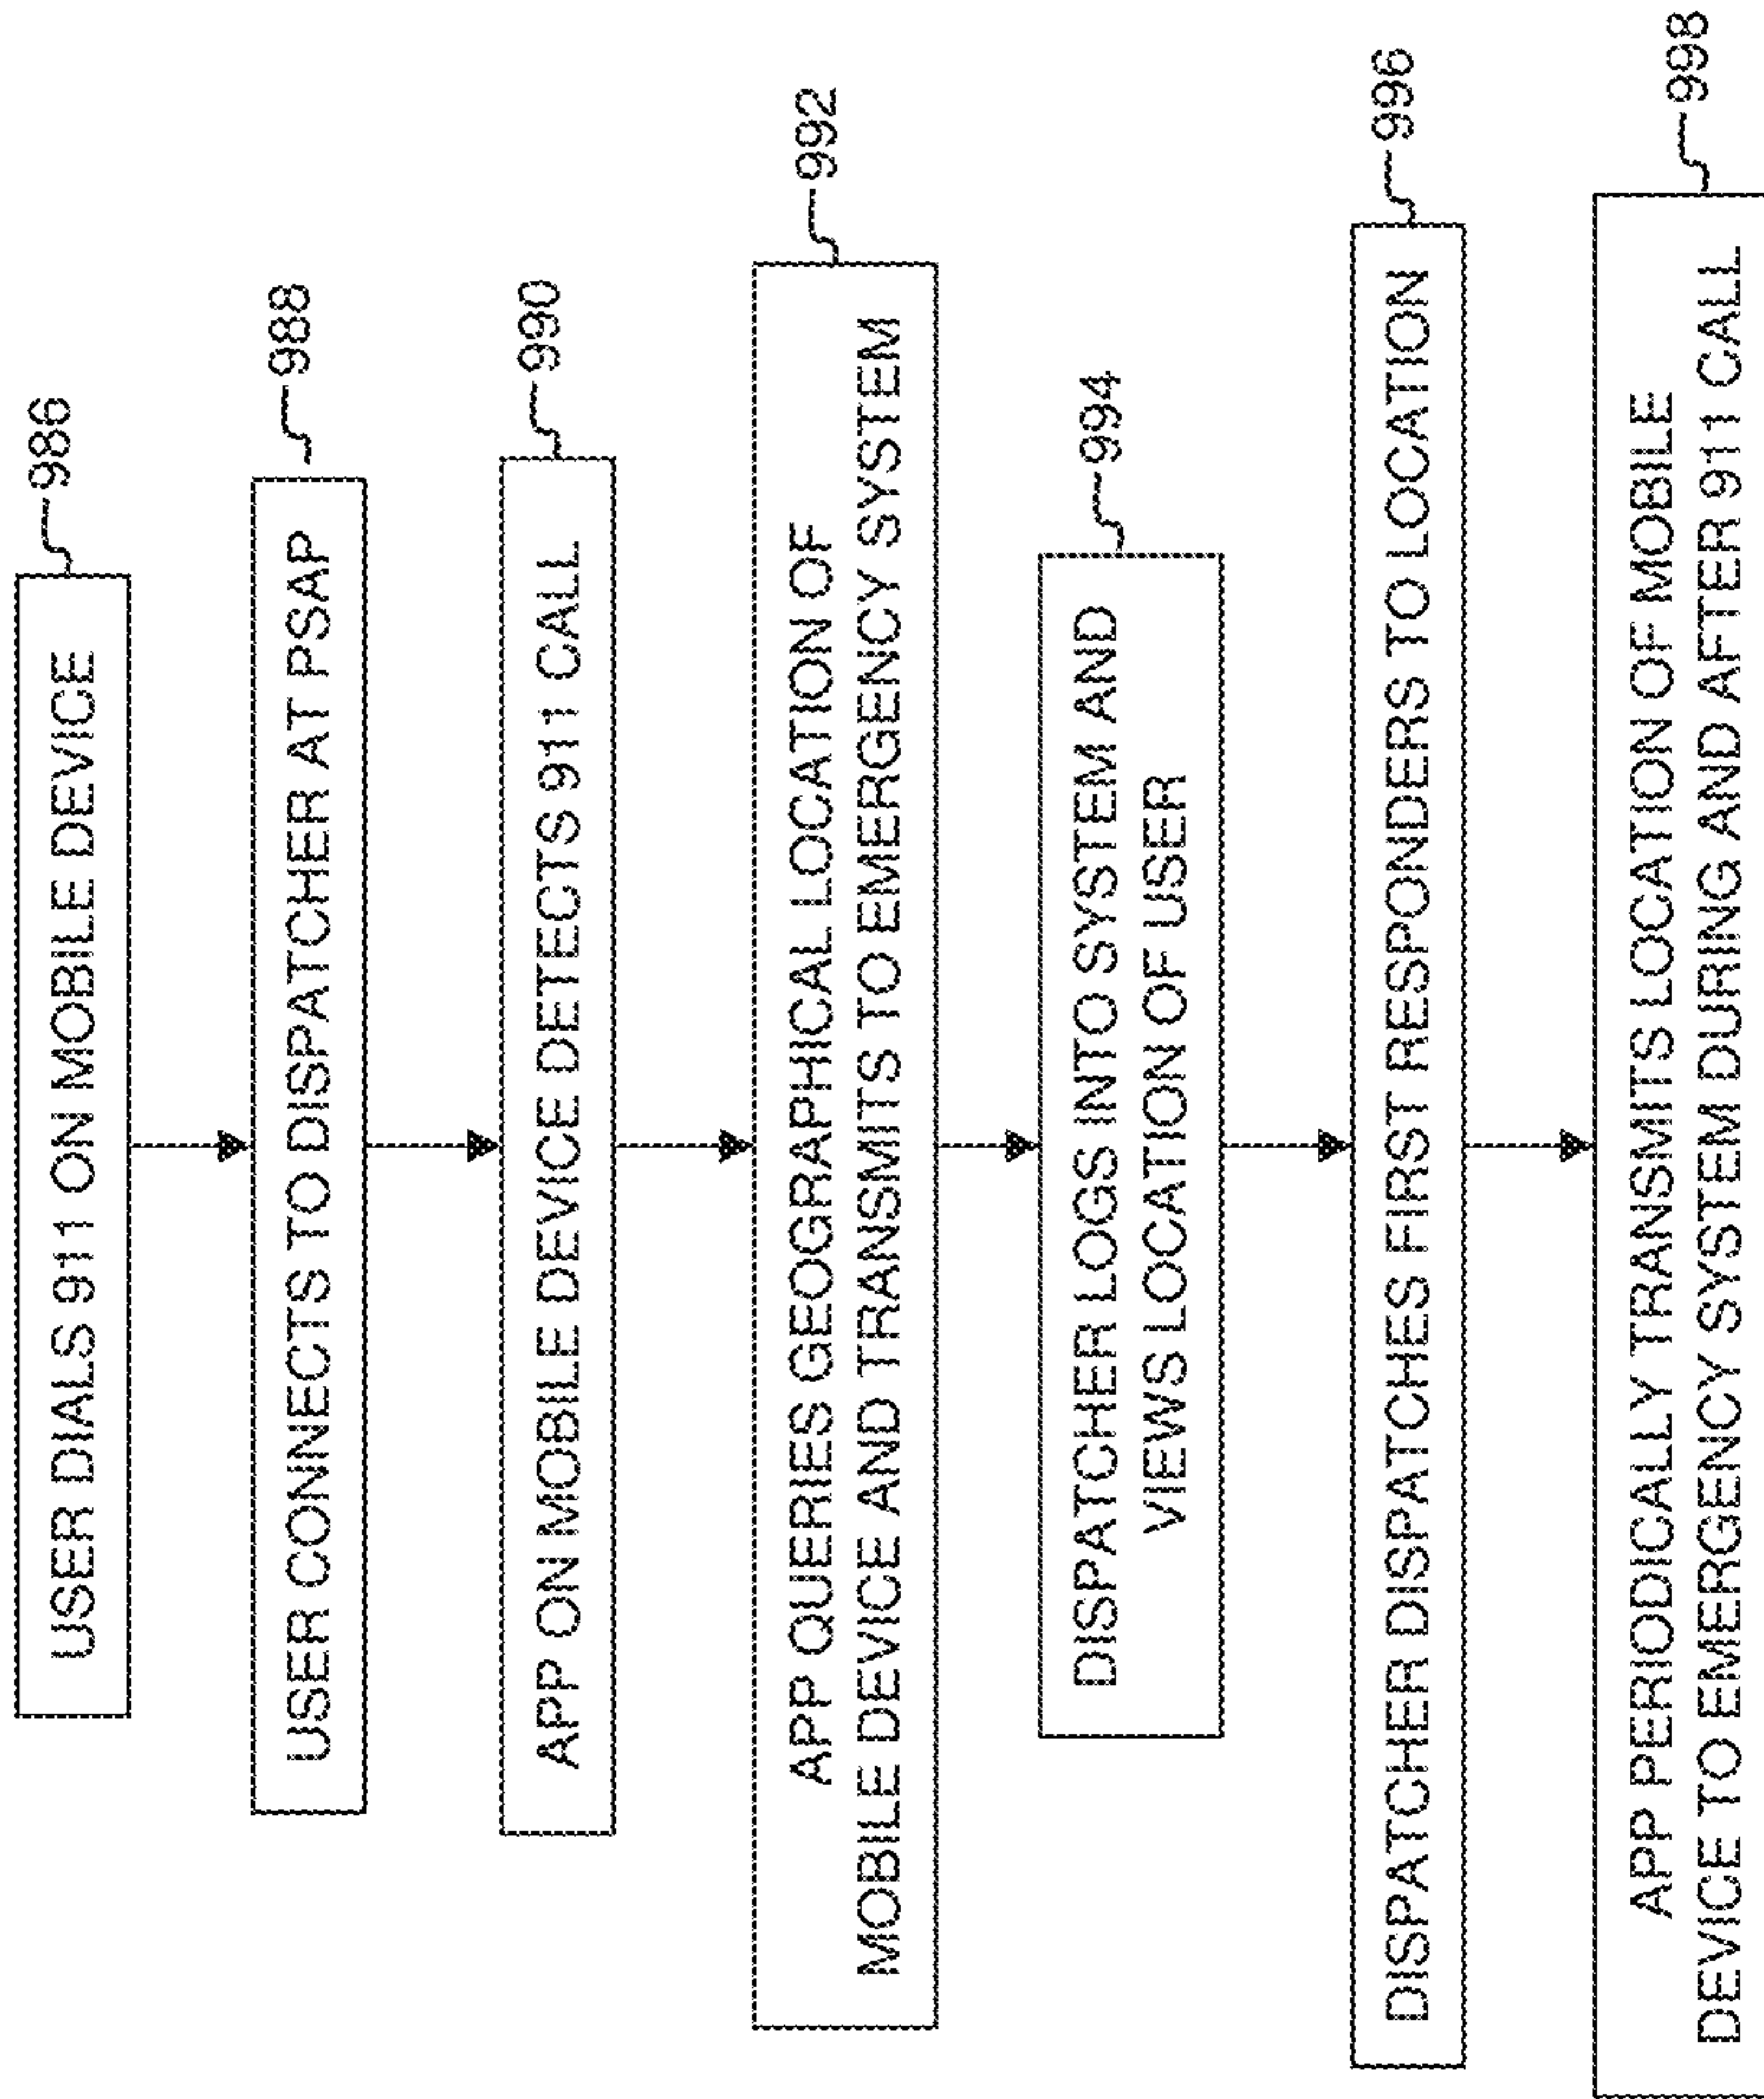 USER DIALS 911 ON MOBILE DEVICE
986
USER CONNECTS TO DISPATCHER AT PSAP
988
APP ON MOBILE DEVICE DETECTS 911 CALL
990
APP QUERIES GEOGRAPHICAL LOCATION OF
MOBILE DEVICE AND TRANSMITS TO EMERGENCY SYSTEM
992
DISPATCHER LOGS INTO SYSTEM AND
VIEWS LOCATION OF USER
994
DISPATCHER DISPATCHES FIRST RESPONDERS TO LOCATION
996
APP PERIODICALLY TRANSMITS LOCATION OF MOBILE
DEVICE TO EMERGENCY SYSTEM DURING AND AFTER 911 CALL
998